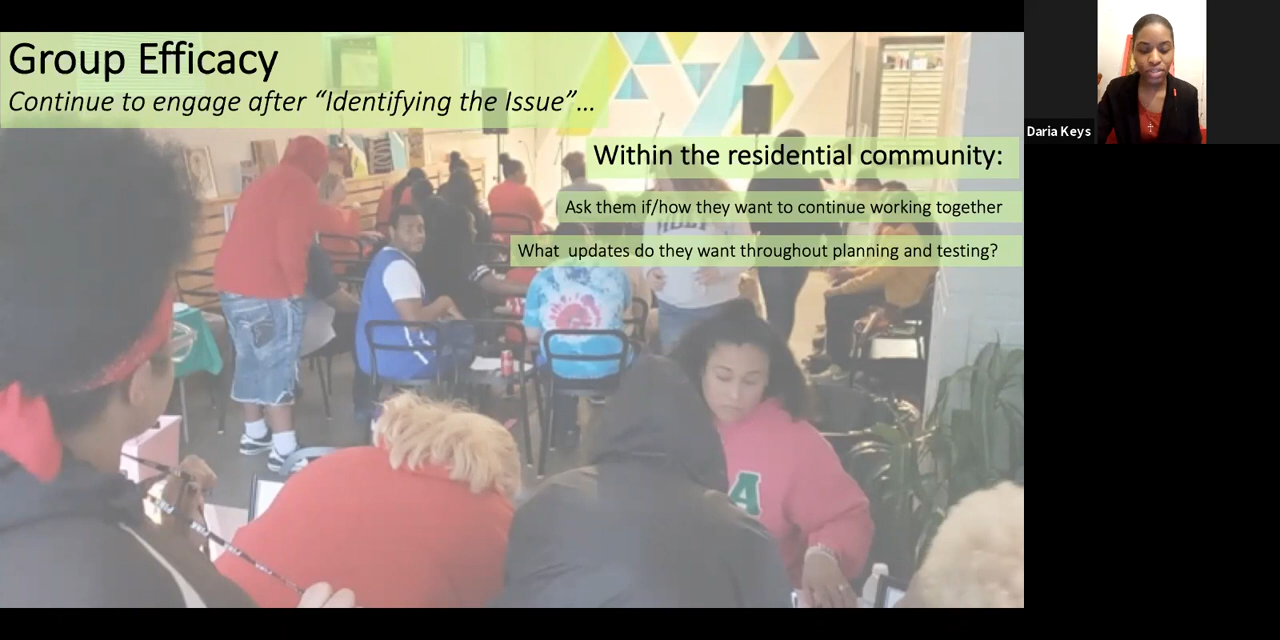 Group Efficacy
Continue to engage after “Identifying the Issue”...
Daria Keys
Within the residential community:
Ask them if/how they want to continue working together
What  updates do they want throughout planning and testing?
A